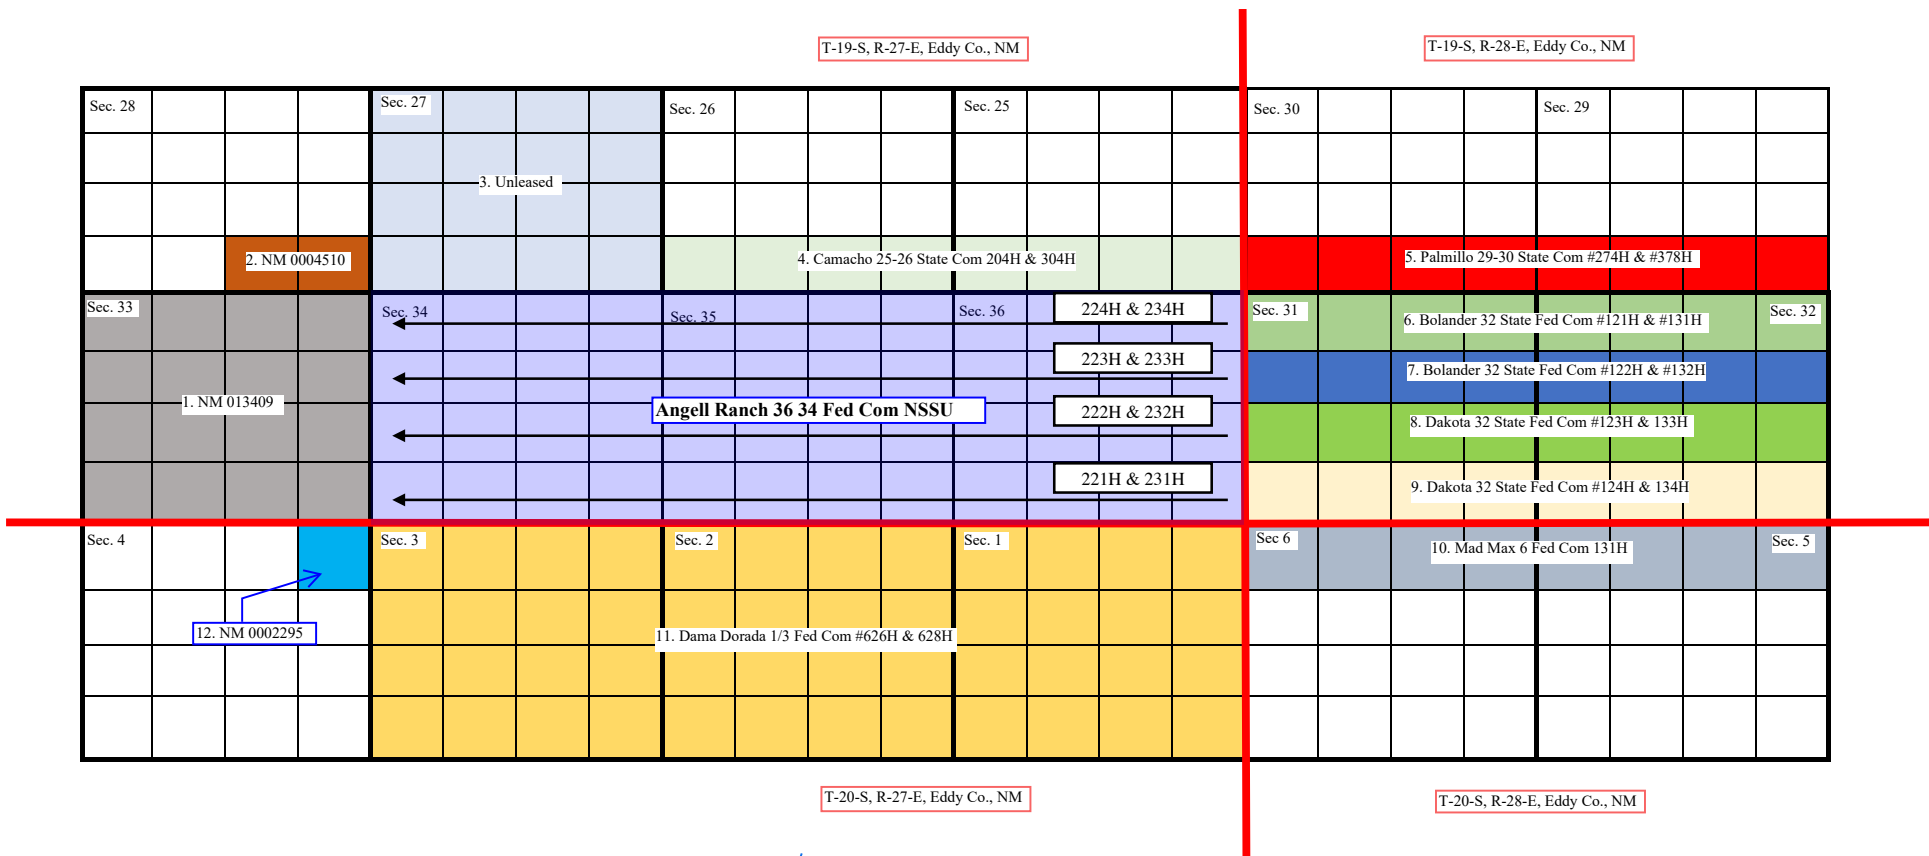 T-19-S, R-27-E, Eddy Co., NM
T-19-S, R-28-E, Eddy Co., NM
Sec. 28
Sec. 27
Sec. 26
Sec. 25
Sec. 30
Sec. 29
3. Unleased
2. NM 0004510
4. Camacho 25-26 State Com 204H & 304H
5. Palmillo 29-30 State Com #274H & #378H
Sec. 33
Sec. 34
Sec. 35
Sec. 36
224H & 234H
Sec. 31
6. Bolander 32 State Fed Com #121H & #131H
Sec. 32
223H & 233H
7. Bolander 32 State Fed Com #122H & #132H
1. NM 013409
Angell Ranch 36 34 Fed Com NSSU
222H & 232H
8. Dakota 32 State Fed Com #123H & 133H
221H & 231H
9. Dakota 32 State Fed Com #124H & 134H
Sec. 4
Sec. 3
Sec. 2
Sec. 1
Sec 6
10. Mad Max 6 Fed Com 131H
Sec. 5
12. NM 0002295
11. Dama Dorada 1/3 Fed Com #626H & 628H
T-20-S, R-27-E, Eddy Co., NM
T-20-S, R-28-E, Eddy Co., NM